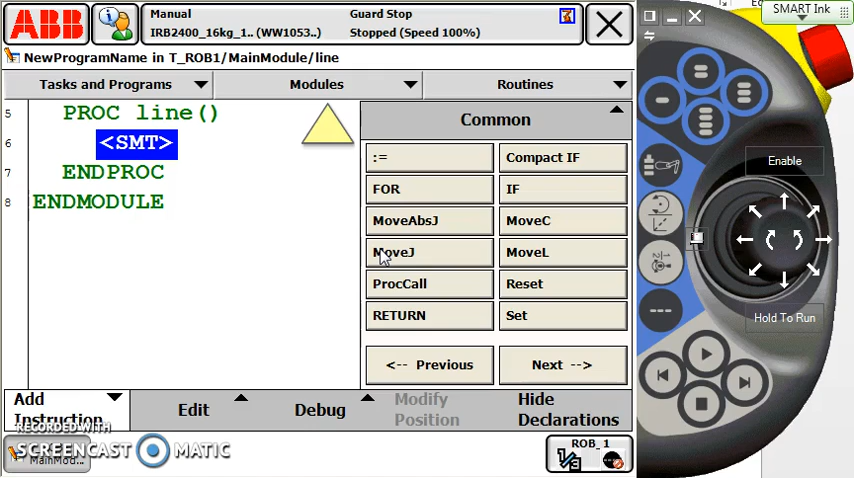 SMART Ink
ABB
Manual
IRB2400_16kg_1.. (WW1053..
Guard Stop
Stopped (Speed 100%)
NewProgramName in T_ROB1/MainModule/line
Tasks and Programs
Modules
Routines
5 PROC line()
6 <SMT>
7 ENDPROC
8 ENDMODULE
Common
:=
Compact IF
FOR
IF
MoveAbsJ
MoveC
MoveJ
MoveL
ProcCall
Reset
RETURN
Set
<-- Previous
Next -->
Add Instruction
Edit
Debug
Modify Position
Hide Declarations
RECORDED WITH
SCREENCAST MATIC
MainMod...
ROB_1
1/3
Enable
Hold To Run